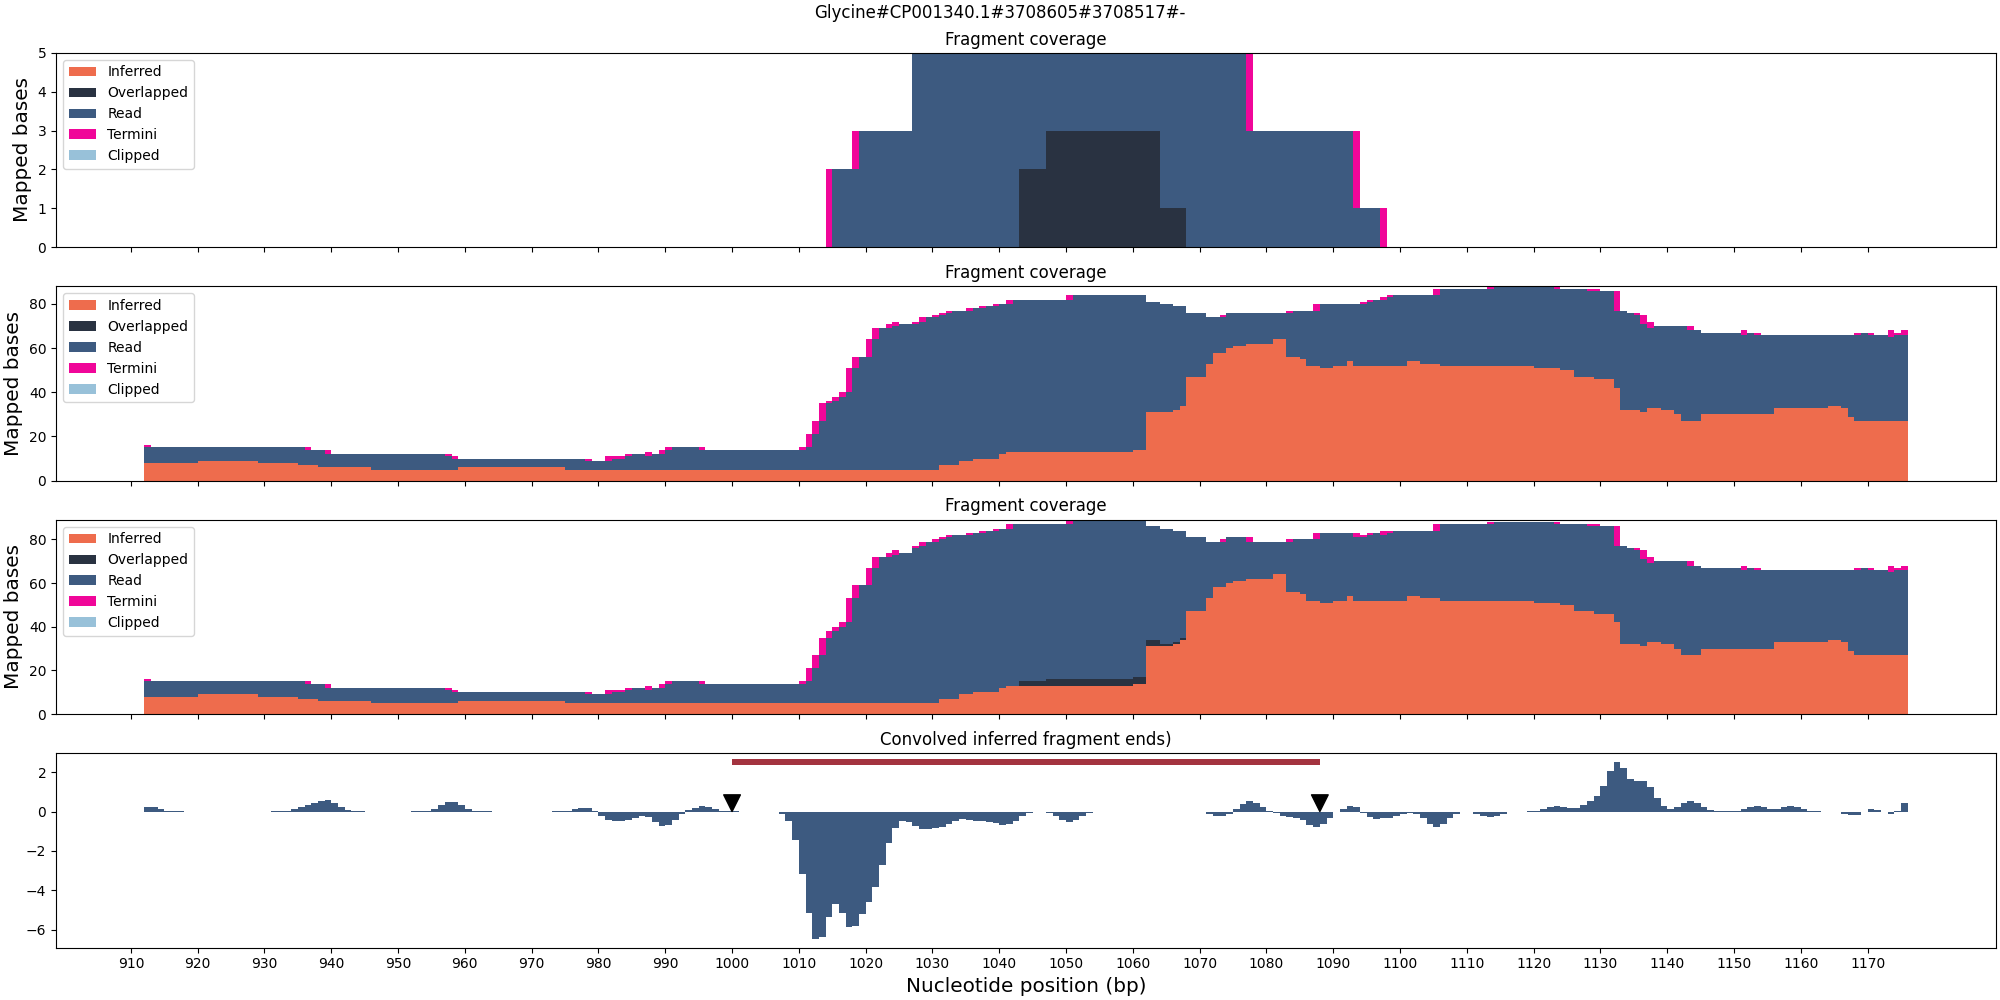 Glycine#CP001340.1#3708605#3708517#-
Fragment coverage
Mapped bases
5
4
3
2
1
0
Inferred
Overlapped
Read
Termini
Clipped
Fragment coverage
Mapped bases
80
60
40
20
0
Inferred
Overlapped
Read
Termini
Clipped
Fragment coverage
Mapped bases
80
60
40
20
0
Inferred
Overlapped
Read
Termini
Clipped
Convolved inferred fragment ends)
2
0
−2
−4
−6
910 920 930 940 950 960 970 980 990 1000 1010 1020 1030 1040 1050 1060 1070 1080 1090 1100 1110 1120 1130 1140 1150 1160 1170
Nucleotide position (bp)